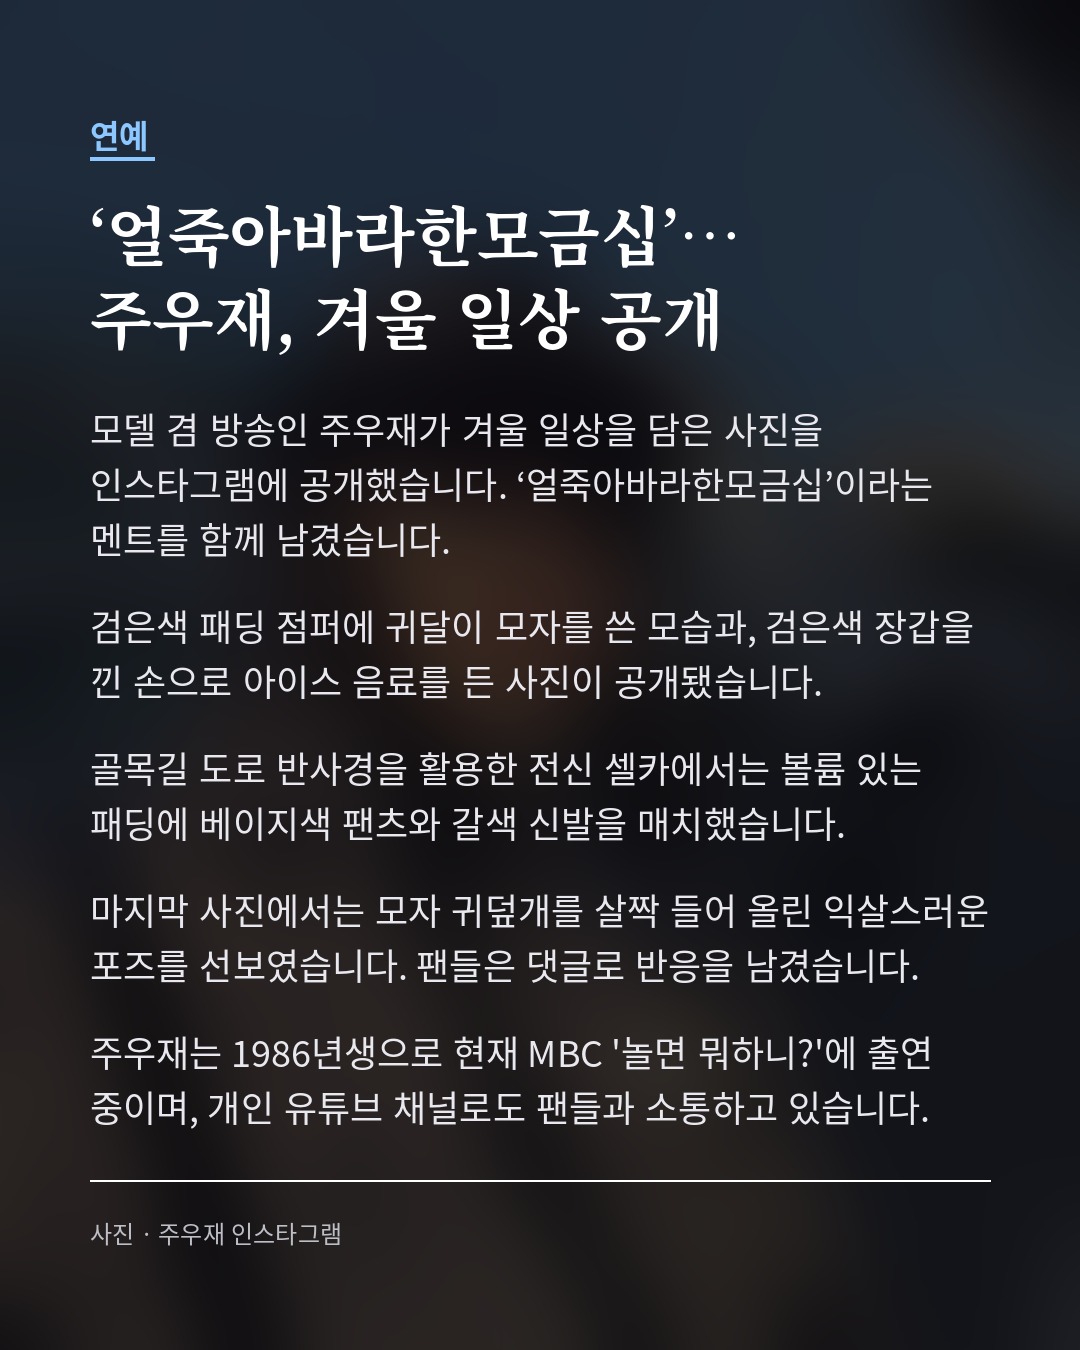 연예
‘얼죽아바라한모금십’…
주우재, 겨울 일상 공개
모델 겸 방송인 주우재가 겨울 일상을 담은 사진을
인스타그램에 공개했습니다. ‘얼죽아바라한모금십’이라는
멘트를 함께 남겼습니다.
검은색 패딩 점퍼에 귀달이 모자를 쓴 모습과, 검은색 장갑을
낀 손으로 아이스 음료를 든 사진이 공개됐습니다.
골목길 도로 반사경을 활용한 전신 셀카에서는 볼륨 있는
패딩에 베이지색 팬츠와 갈색 신발을 매치했습니다.
마지막 사진에서는 모자 귀덮개를 살짝 들어 올린 익살스러운
포즈를 선보였습니다. 팬들은 댓글로 반응을 남겼습니다.
주우재는 1986년생으로 현재 MBC '놀면 뭐하니?'에 출연
중이며, 개인 유튜브 채널로도 팬들과 소통하고 있습니다.
사진 · 주우재 인스타그램